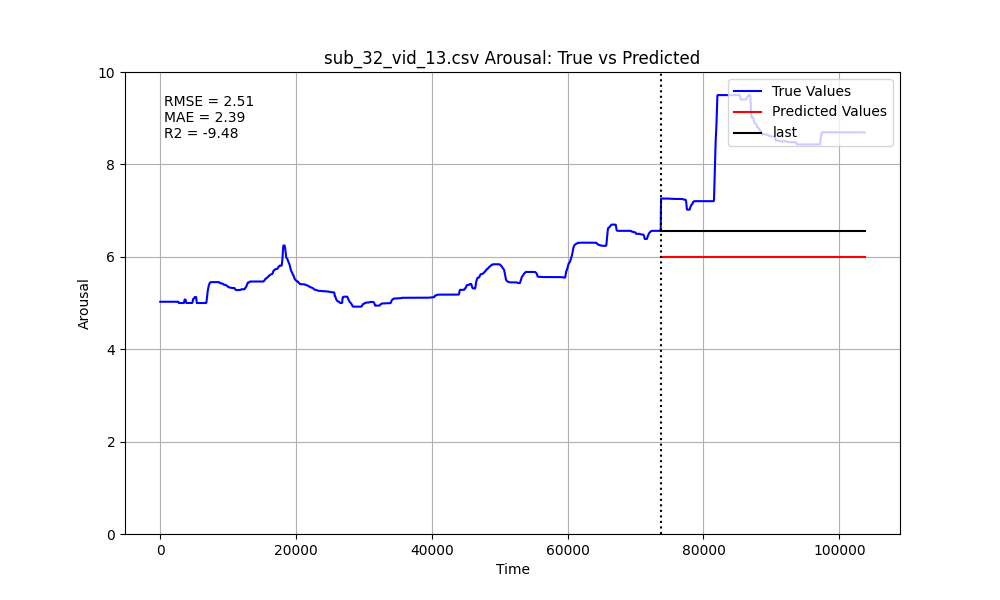 sub_32_vid_13.csv Arousal: True vs Predicted
RMSE = 2.51
MAE = 2.39
R2 = -9.48
True Values
Predicted Values
last
10
8
6
4
2
0
Arousal
0
20000
40000
60000
80000
100000
Time